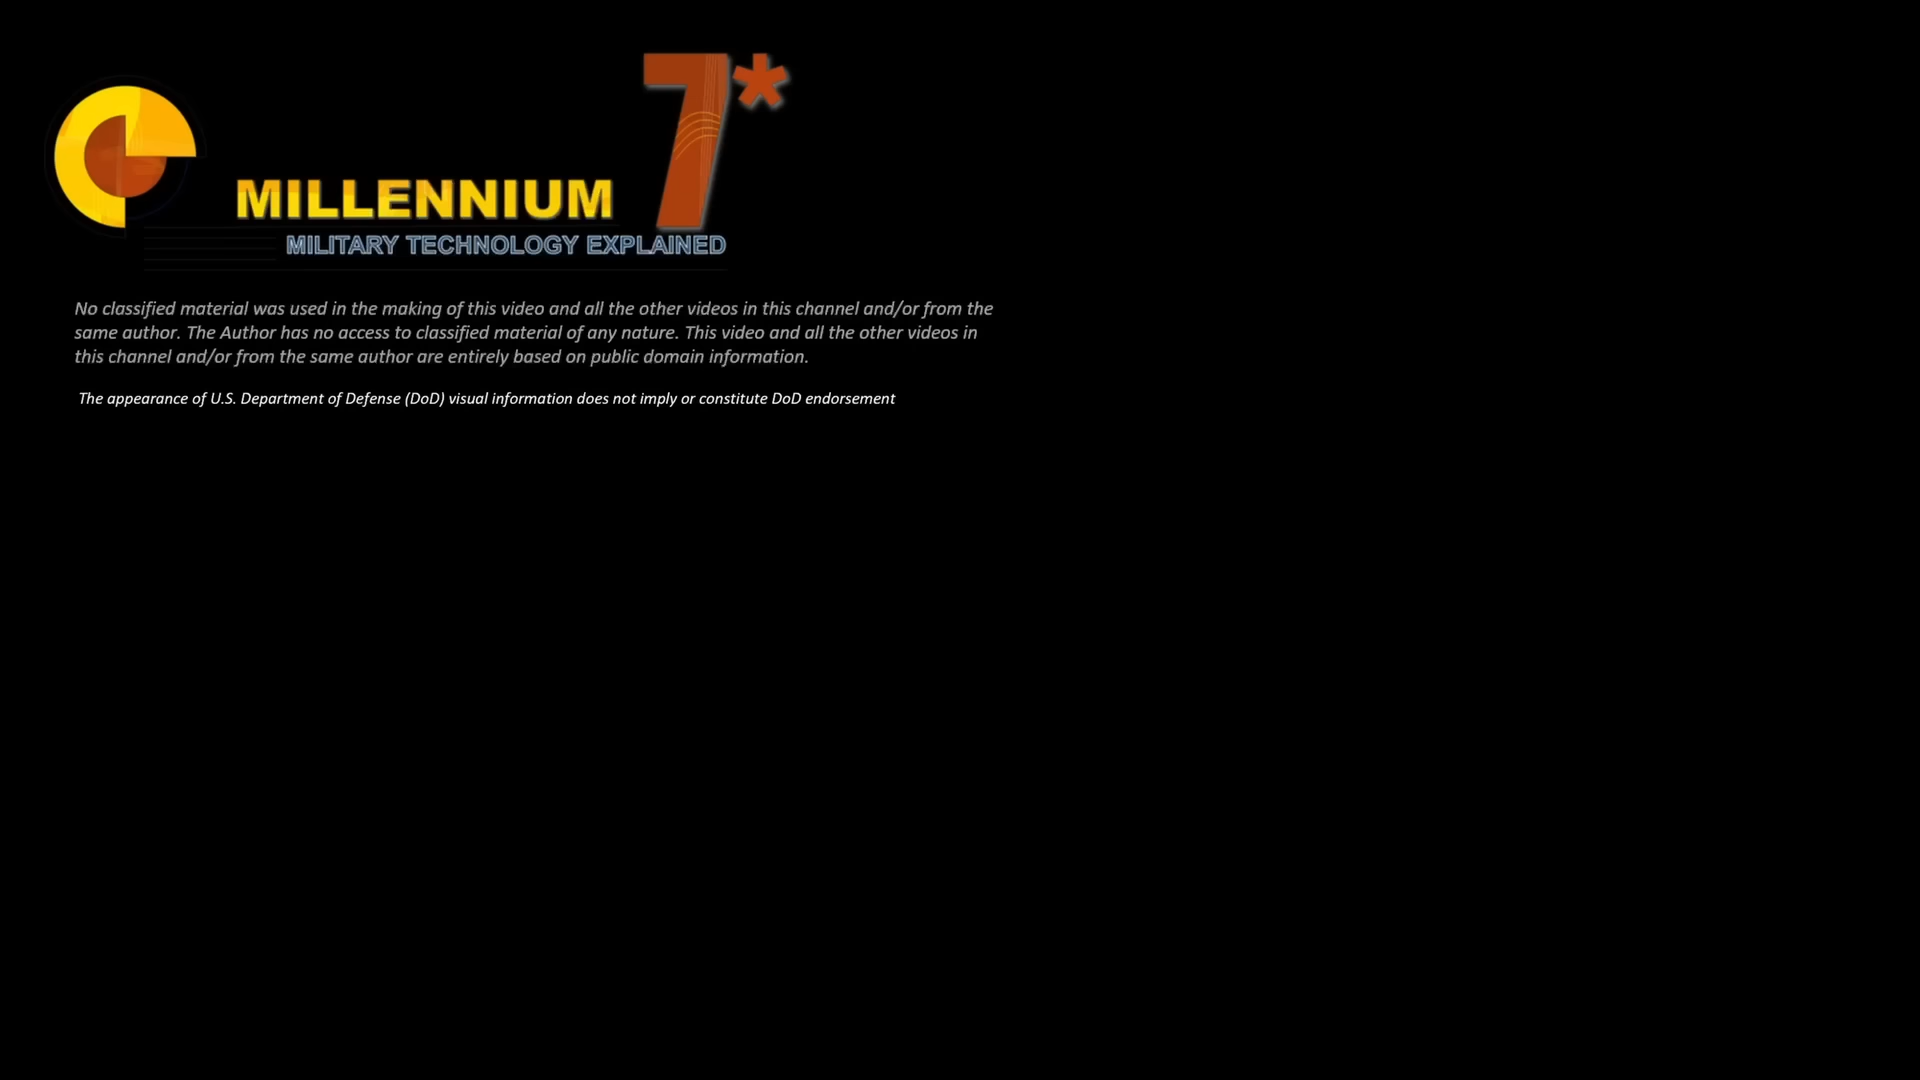 7*
MILLENNIUM
MILITARY TECHNOLOGY EXPLAINED
No classified material was used in the making of this video and all the other videos in this channel and/or from the
same author. The Author has no access to classified material of any nature. This video and all the other videos in
this channel and/or from the same author are entirely based on public domain information.
The appearance of U.S. Department of Defense (DoD) visual information does not imply or constitute DoD endorsement